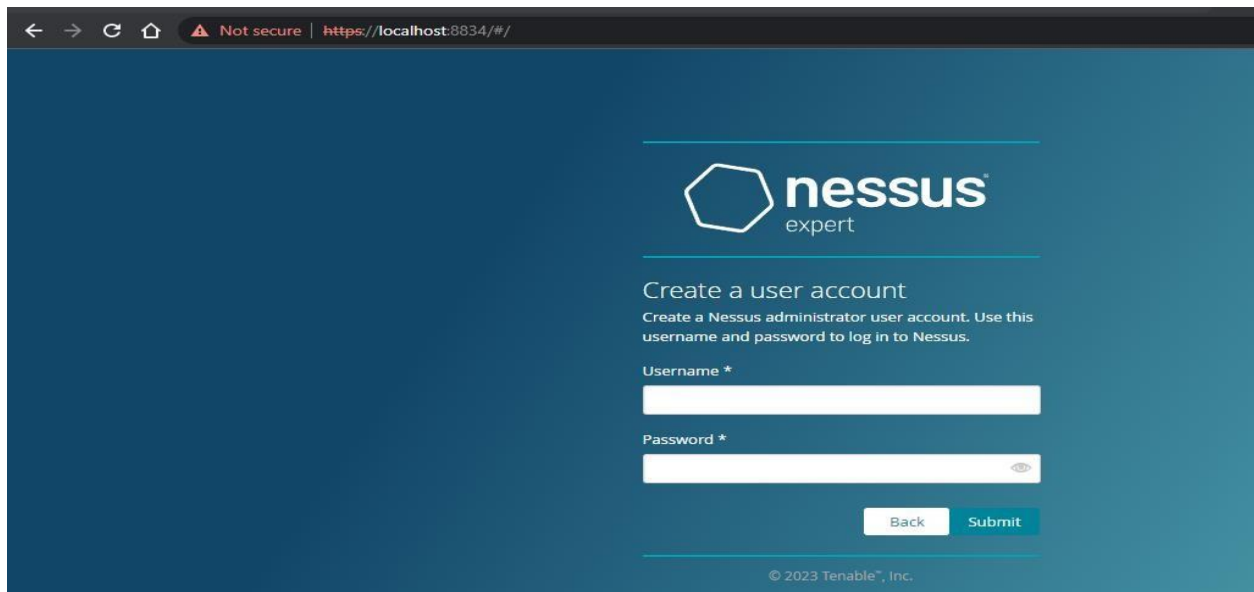 Not secure | https://localhost:8834/#/
nessus
expert
Create a user account
Create a Nessus administrator user account. Use this
username and password to log in to Nessus.
Username *
Password *
Back Submit
© 2023 Tenable™, Inc.